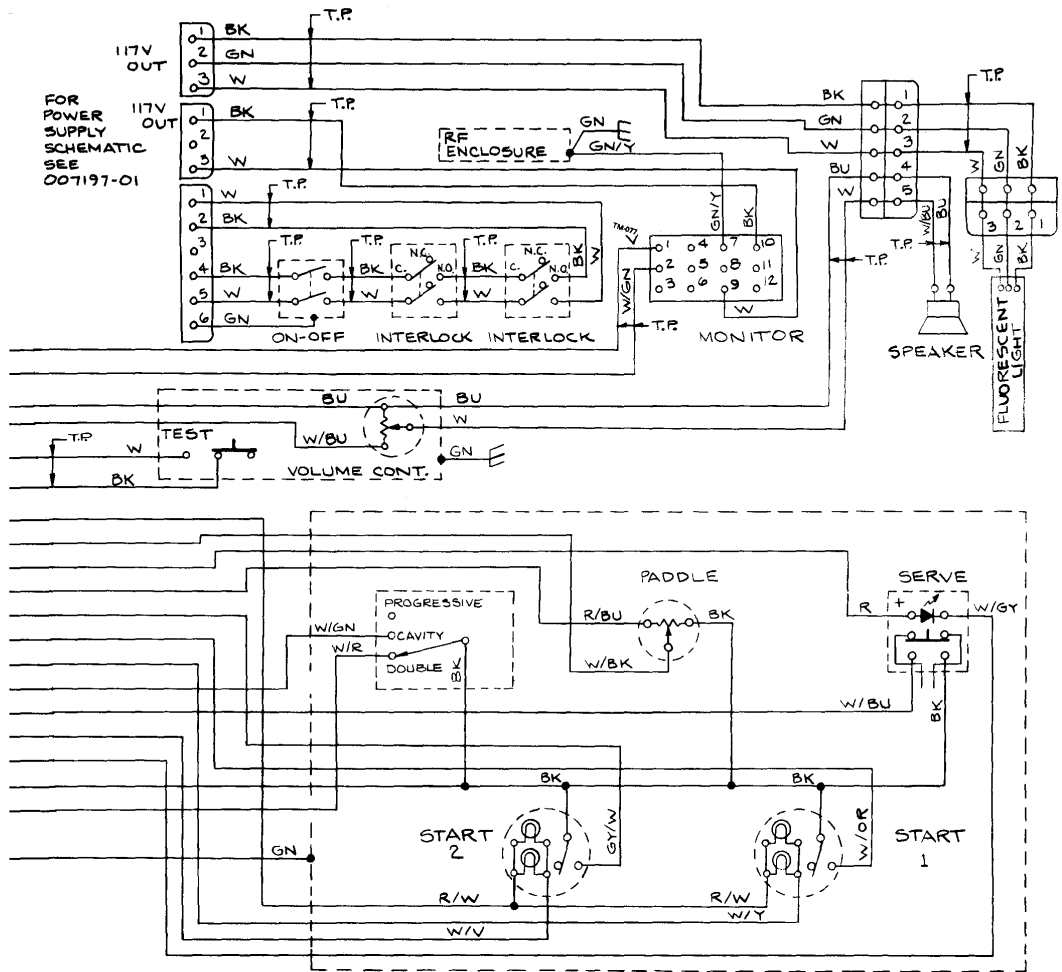 T.P.
1 BK
117V OUT
2 GN
3 W
FOR POWER SUPPLY SCHEMATIC SEE 007197-01
117V OUT
T.P.
1 BK
2
3 W
RF ENCLOSURE
GN
GN/Y
BK
GN
W
BU
W
1
2
3
4
5
T.P.
W
GN
BK
3 2 1
W
GN
BK
W/BU
BU
T.P.
T.P.
1 W
2 BK
3
4 BK
5 W
6 GN
T.P.
T.P.
T.P.
T.P.
BK
W
N.C.
C.
N.O.
BK
W
N.C.
C.
N.O.
BK
W
ON-OFF
INTERLOCK
INTERLOCK
GN/Y
BK
W/GN
1 4 7 10
2 5 8 11
3 6 9 12
W
T.P.
MONITOR
SPEAKER
FLUORESCENT LIGHT
BU
BU
W
W/BU
TEST
T.P.
W
BK
VOLUME CONT.
GN
PADDLE
SERVE
R/BU
BK
W/BK
R
+
W/GY
W/BU
BK
PROGRESSIVE
W/GN
CAVITY
W/R
DOUBLE
BK
BK
BK
GY/W
W/OR
START 2
START 1
GN
R/W
R/W
W/Y
W/V